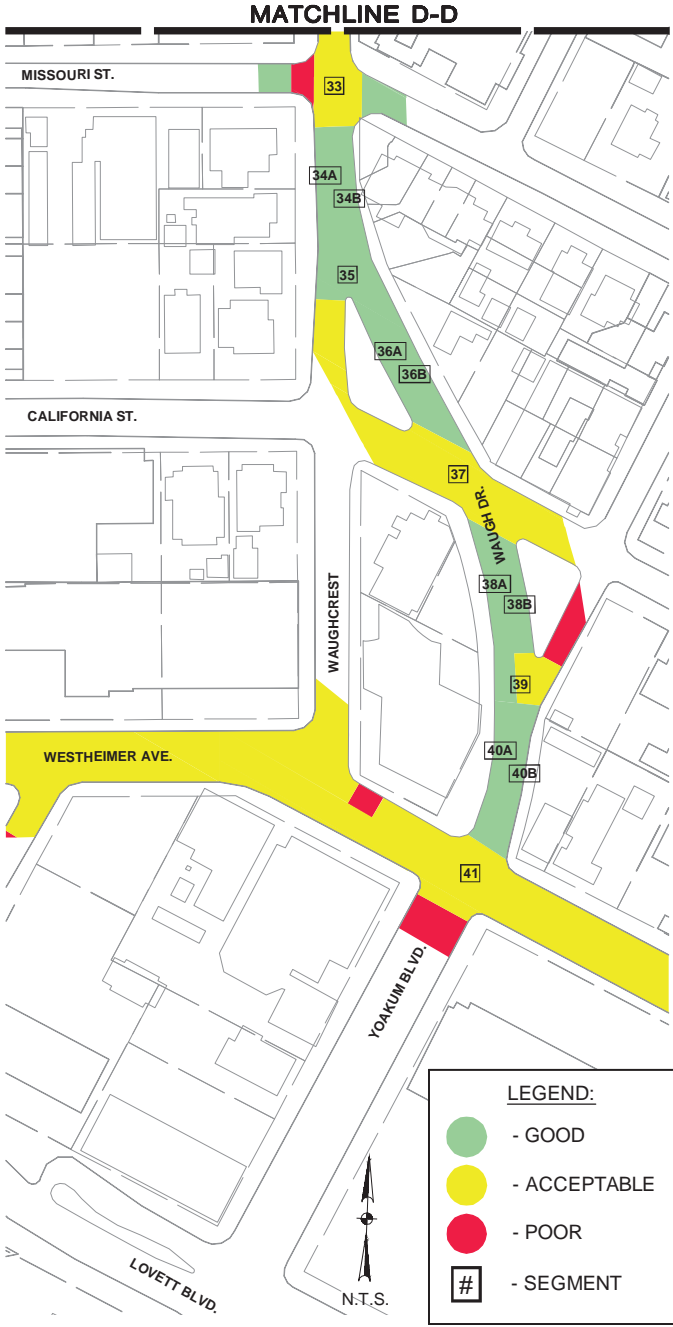 MATCHLINE D-D
MISSOURI ST.
33
34A
34B
35
36A
36B
CALIFORNIA ST.
37
WAUGH DR.
38A
38B
WAUGHCREST
39
40A
40B
WESTHEIMER AVE.
41
YOAKUM BLVD.
LOVETT BLVD.
N.T.S.
LEGEND:
- GOOD
- ACCEPTABLE
- POOR
# - SEGMENT